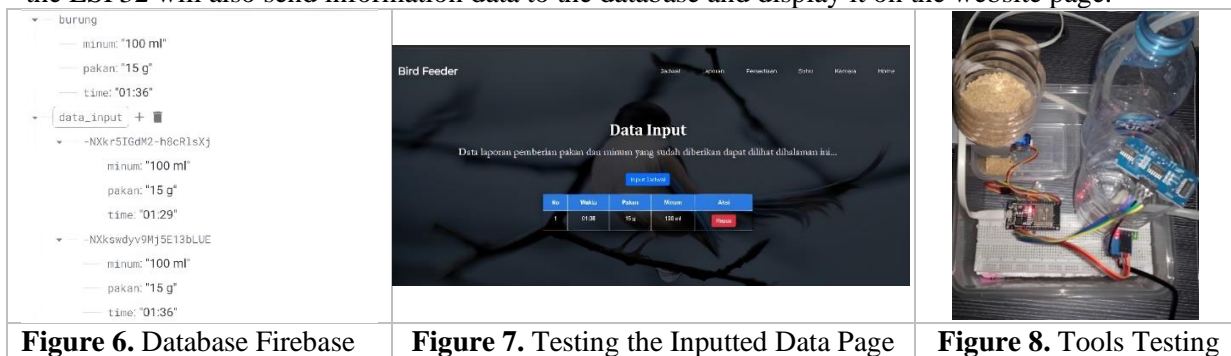 the ESP32 will also send information data to the database and display it on the website page.
burung
minum: "100 ml"
pakan: "15 g"
time: "01:36"
data_input +
-NXkr5IGdM2-h8cRlsXj
minum: "100 ml"
pakan: "15 g"
time: "01:29"
-NXkswdyv9Mj5E13bLUE
minum: "100 ml"
pakan: "15 g"
time: "01:36"
Figure 6. Database Firebase
Bird Feeder
Jadwal Laporan Persediaan Suhu Kamera Home
Data Input
Data laporan pemberian pakan dan minum yang sudah diberikan dapat dilihat dihalaman ini...
Input Jadwal
No Waktu Pakan Minum Aksi
1 01:36 15 g 100 ml Hapus
Figure 7. Testing the Inputted Data Page
Figure 8. Tools Testing